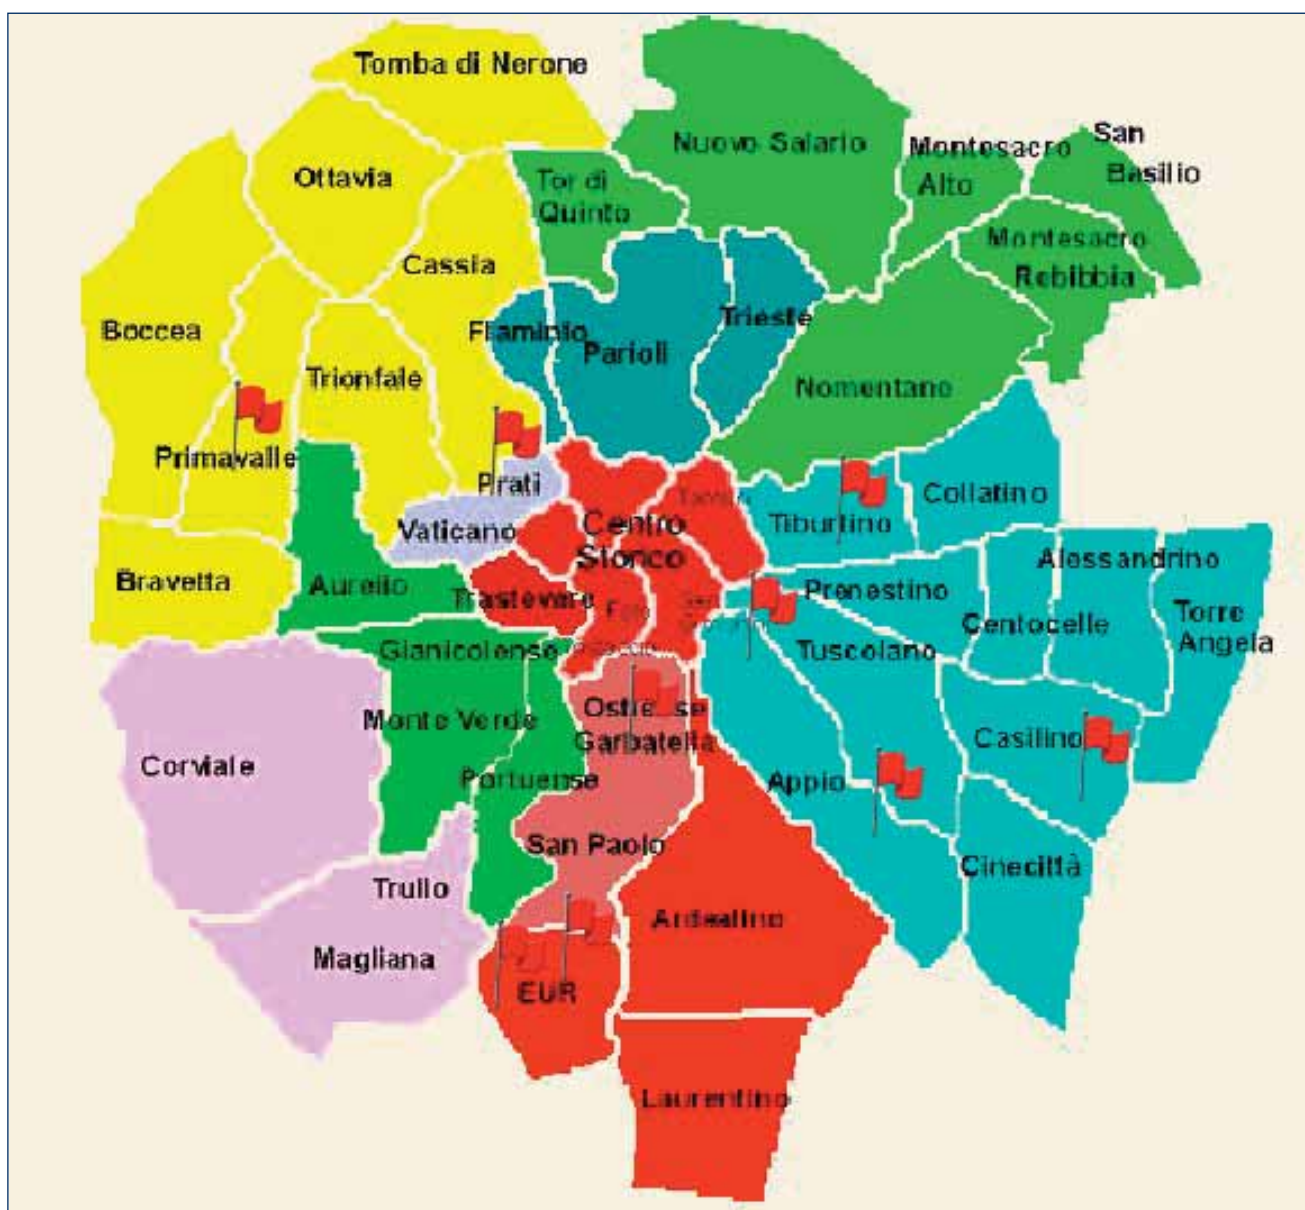 Tomba di Nerone
Nuovo Salario
San
Basilio
Montesacro
Alto
Ottavia
Tor di
Quinto
Montesacro
Rebibbia
Cassia
Boccea
Flaminio
Parioli
Trieste
Trionfale
Nomentano
Primavalle
Prati
Collatino
Vaticano
Centro
Storico
Tiburtino
Bravetta
Aurelio
Trastevere
Prenestino
Alessandrino
Torre
Angela
Centocelle
Gianicolense
Tuscolano
Monte Verde
Ostiense
Garbatella
Casilino
Corviale
Portuense
Appio
San Paolo
Cinecittà
Trullo
Ardeatino
Magliana
EUR
Laurentino